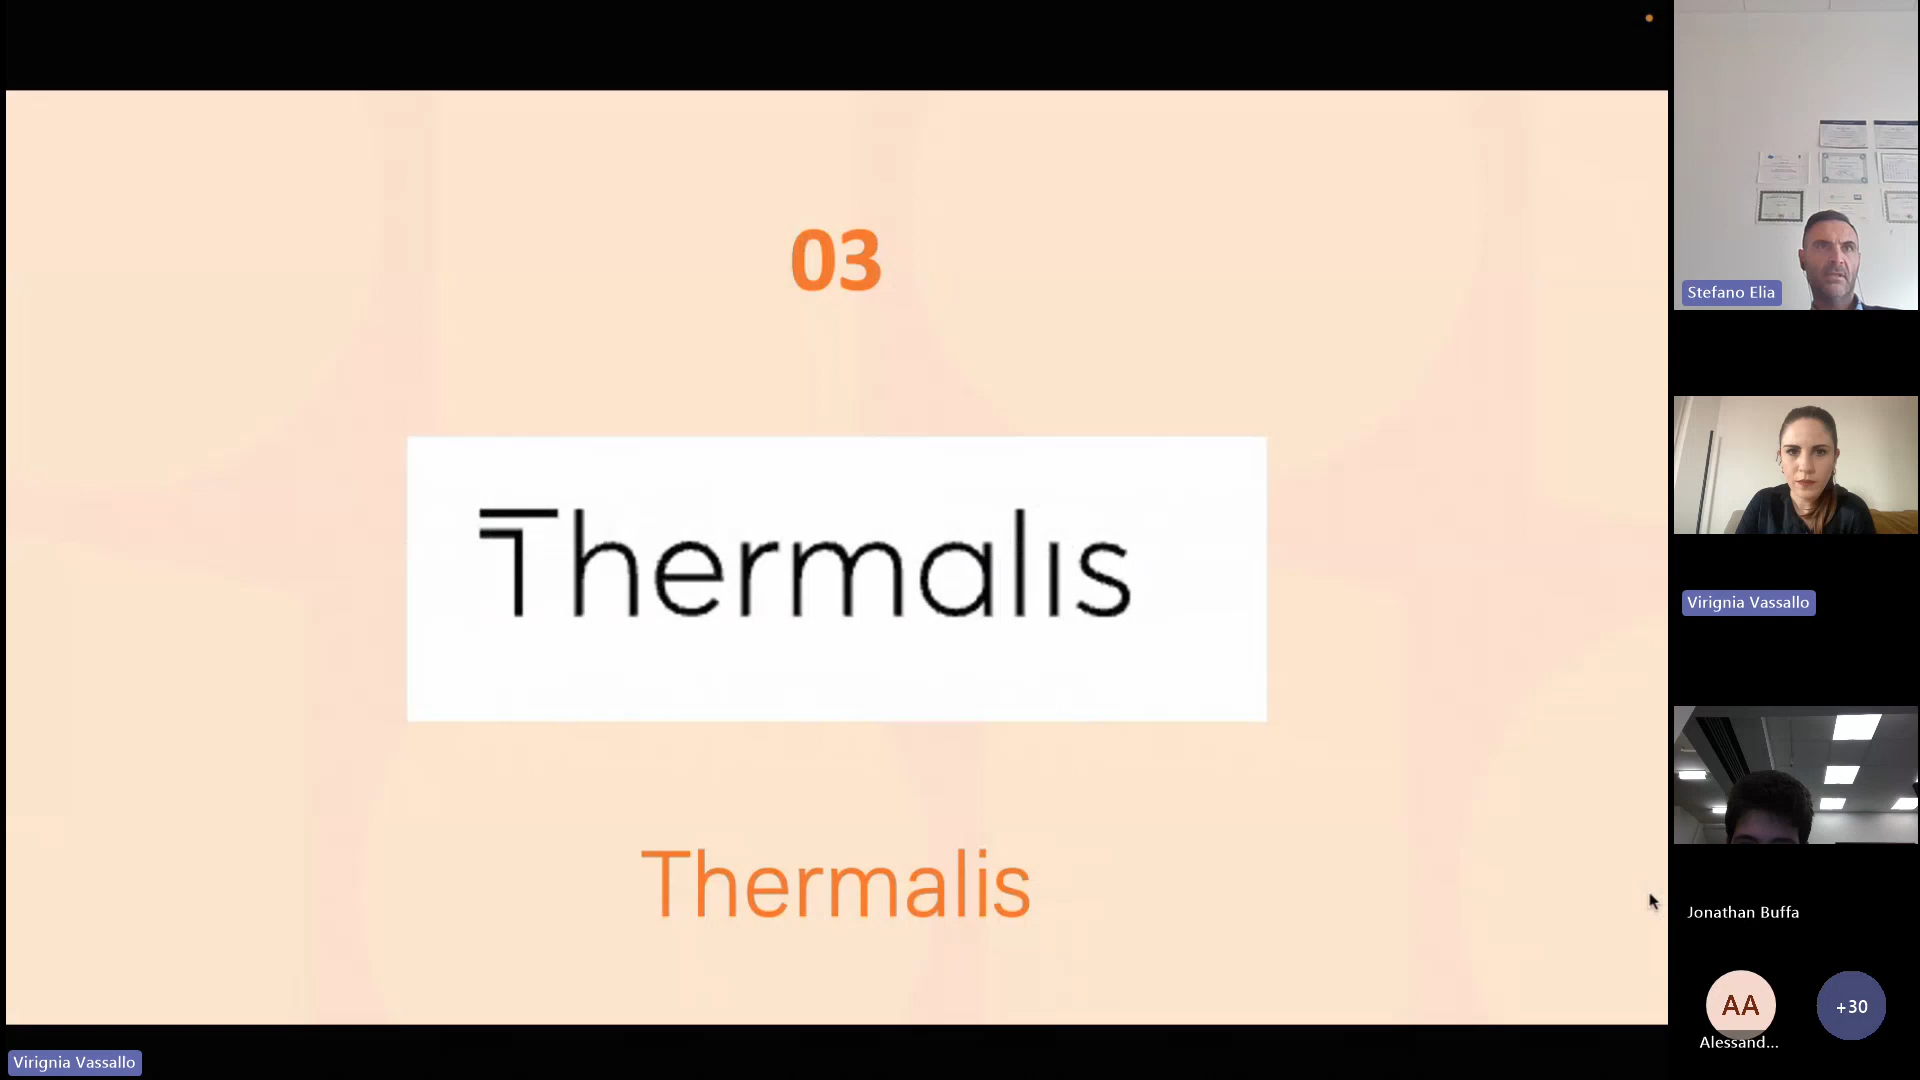 03
Thermalis
Thermalis
Virignia Vassallo
Stefano Elia
Virignia Vassallo
Jonathan Buffa
AA
Alessand...
+30